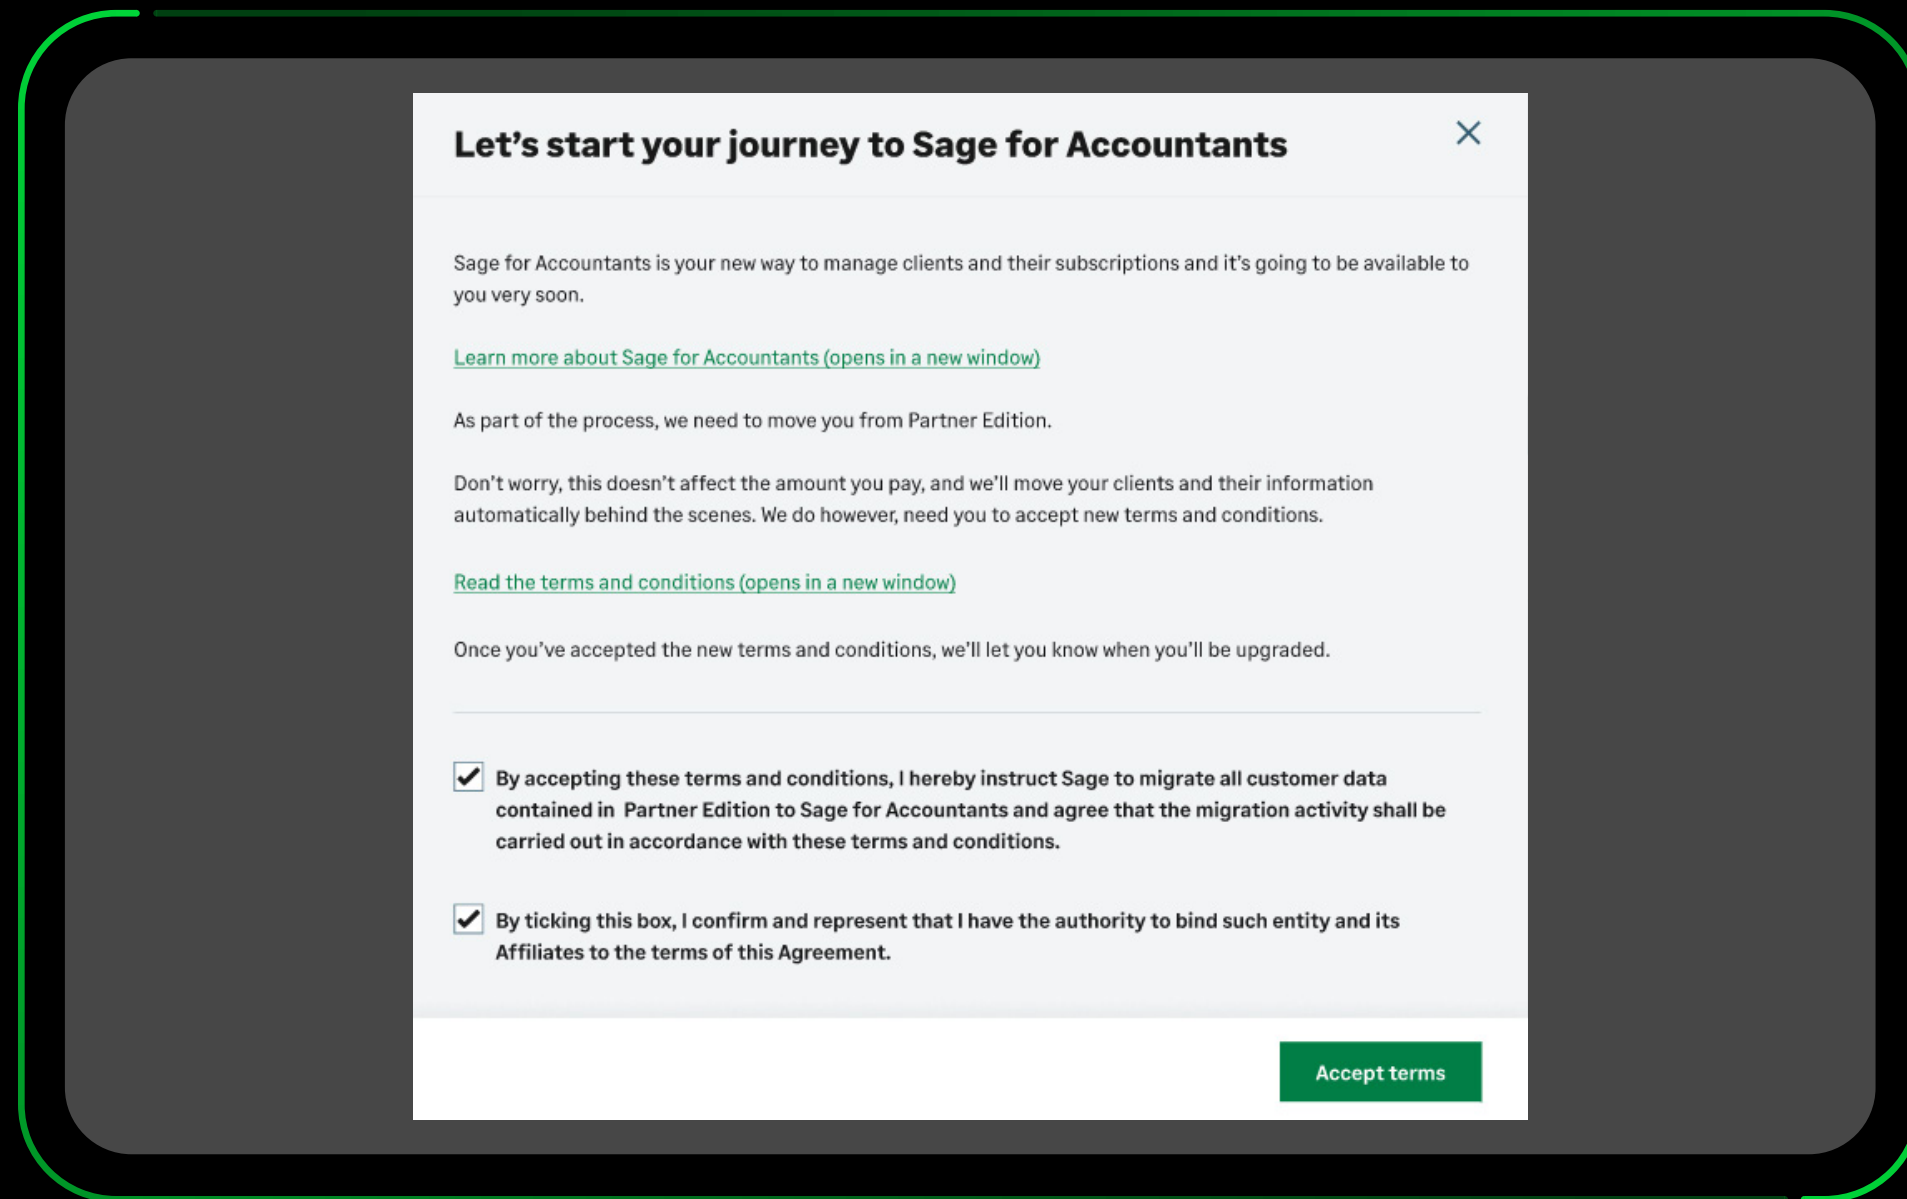 Let’s start your journey to Sage for Accountants
Sage for Accountants is your new way to manage clients and their subscriptions and it’s going to be available to
you very soon.
Learn more about Sage for Accountants (opens in a new window)
As part of the process, we need to move you from Partner Edition.
Don’t worry, this doesn’t affect the amount you pay, and we’ll move your clients and their information
automatically behind the scenes. We do however, need you to accept new terms and conditions.
Read the terms and conditions (opens in a new window)
Once you’ve accepted the new terms and conditions, we’ll let you know when you’ll be upgraded.
By accepting these terms and conditions, I hereby instruct Sage to migrate all customer data
contained in Partner Edition to Sage for Accountants and agree that the migration activity shall be
carried out in accordance with these terms and conditions.
By ticking this box, I confirm and represent that I have the authority to bind such entity and its
Affiliates to the terms of this Agreement.
Accept terms